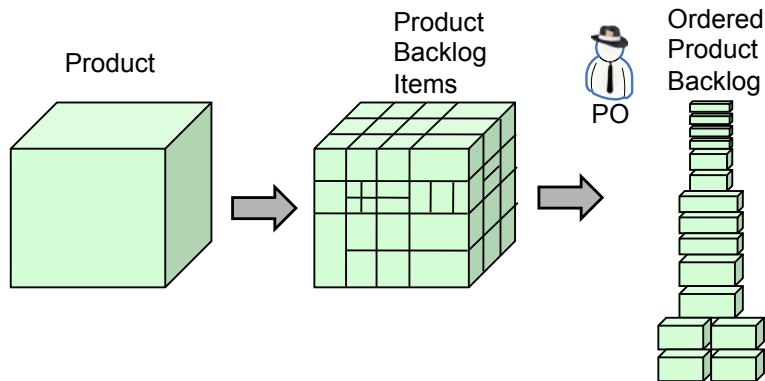 Product
Product
Backlog
Items
PO
Ordered
Product
Backlog